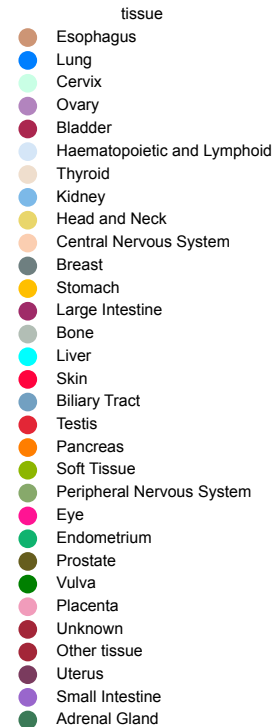 tissue
Esophagus
Lung
Cervix
Ovary
Bladder
Haematopoietic and Lymphoid
Thyroid
Kidney
Head and Neck
Central Nervous System
Breast
Stomach
Large Intestine
Bone
Liver
Skin
Biliary Tract
Testis
Pancreas
Soft Tissue
Peripheral Nervous System
Eye
Endometrium
Prostate
Vulva
Placenta
Unknown
Other tissue
Uterus
Small Intestine
Adrenal Gland